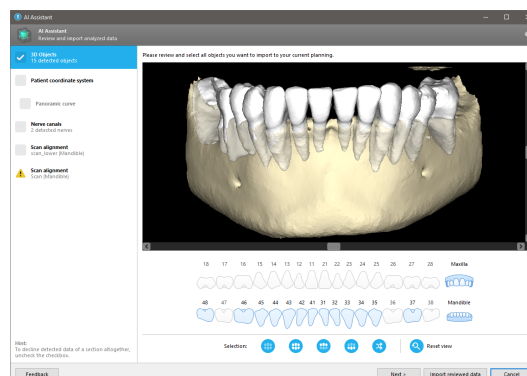 AI Assistant
AI Assistant
Review and import analyzed data
3D Objects
15 detected objects
Patient coordinate system
Panoramic curve
Nerve canals
2 detected nerves
Scan alignment
scan_lower (Mandible)
Scan alignment
Scan (Mandible)
Hint:
To decline detected data of a section altogether,
uncheck the checkbox.
Please review and select all objects you want to import to your current planning.
18 17 16 15 14 13 12 11 21 22 23 24 25 26 27 28 Maxilla
48 47 46 45 44 43 42 41 31 32 33 34 35 36 37 38 Mandible
Selection:
Reset view
Feedback
Next >
Import reviewed data
Cancel